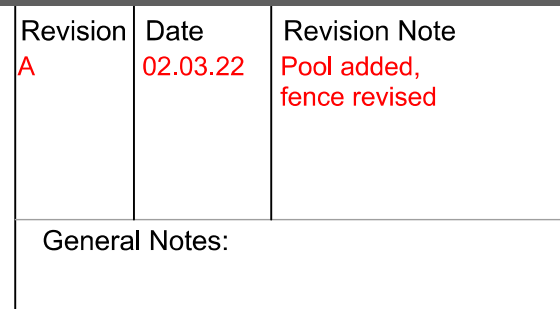 Revision Date Revision Note
A 02.03.22 Pool added,
fence revised
General Notes: